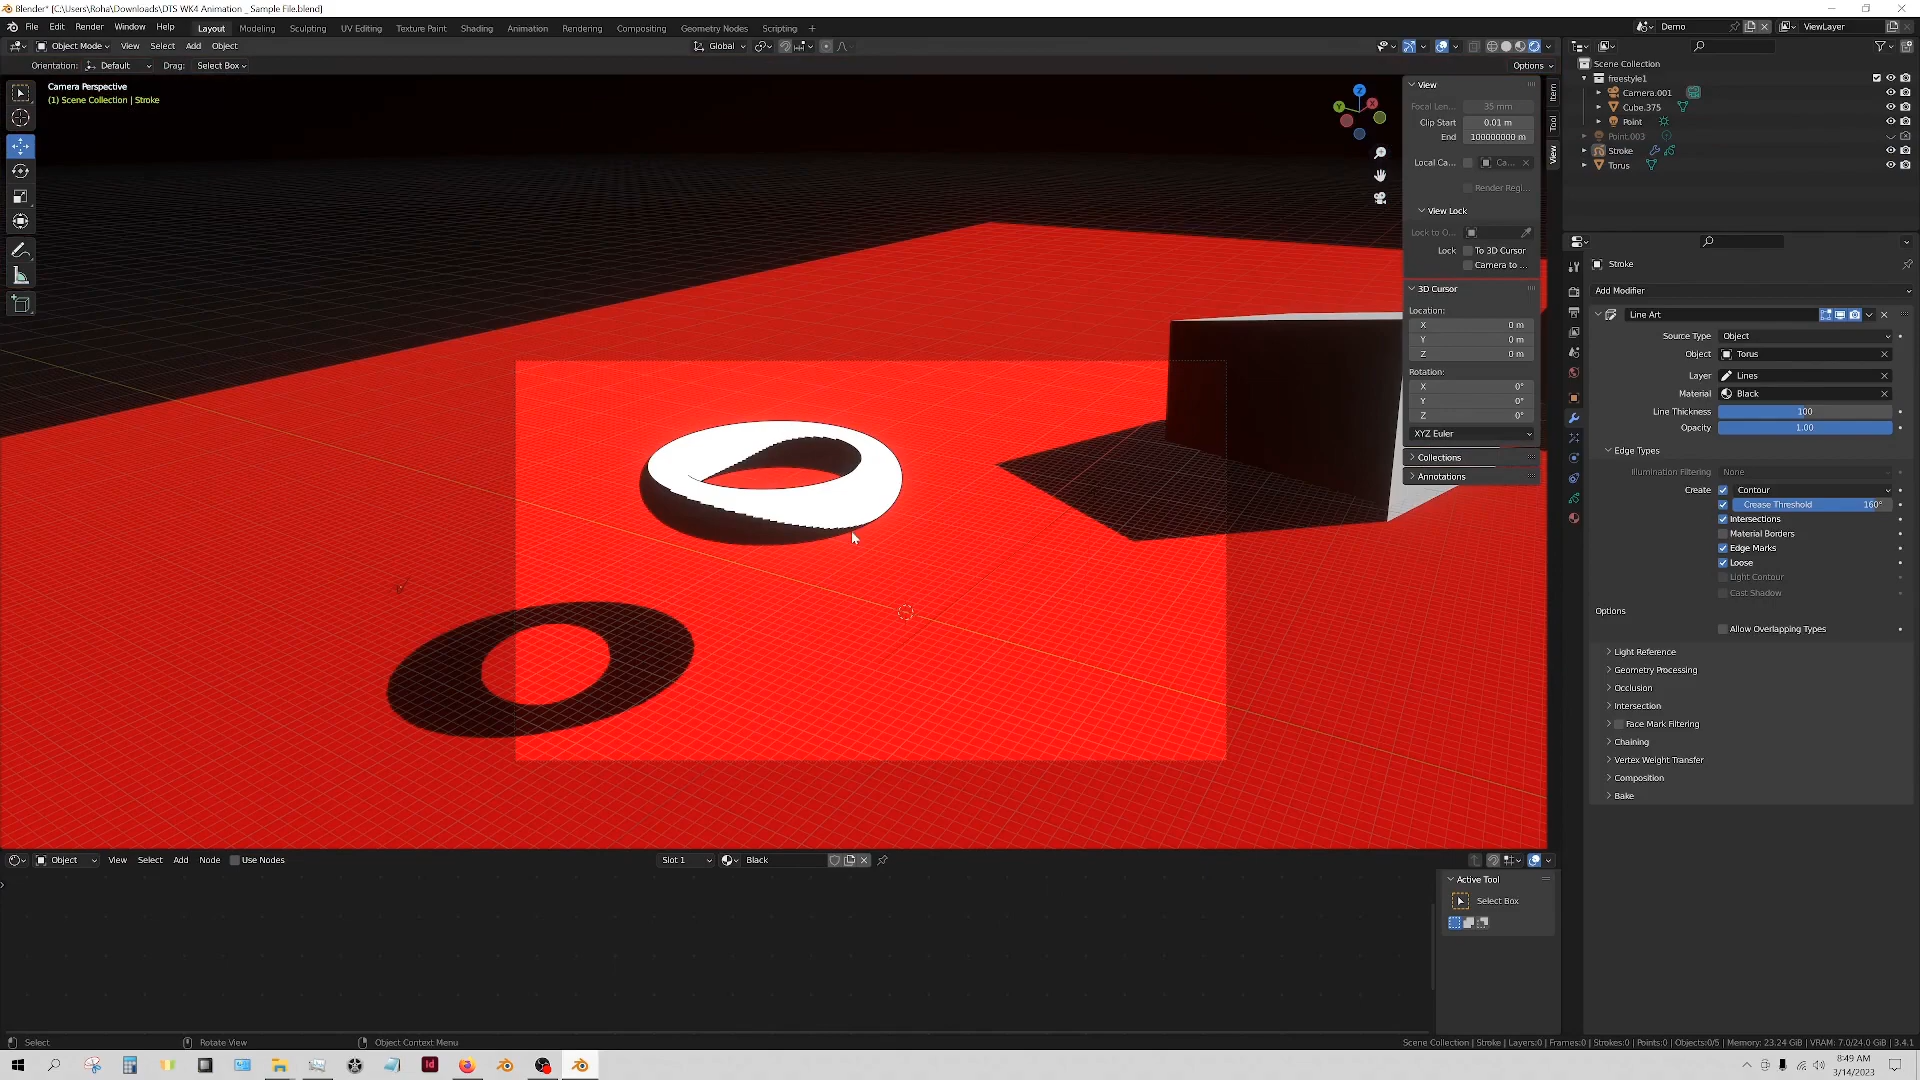 Blender* [C:\Users\Roha\Downloads\DTS WK4 Animation _ Sample File.blend]
File Edit Render Window Help Layout Modeling Sculpting UV Editing Texture Paint Shading Animation Rendering Compositing Geometry Nodes Scripting + Demo ViewLayer
Object Mode View Select Add Object Global
Orientation: Default Drag: Select Box Options
Camera Perspective
(1) Scene Collection | Stroke
X
Y
Z
View
Focal Len... 35 mm
Clip Start 0.01 m
End 100000000 m
Local Ca... Ca...
Render Regi...
View Lock
Lock to O...
Lock To 3D Cursor
Camera to ...
3D Cursor
Location:
X 0 m
Y 0 m
Z 0 m
Rotation:
X 0°
Y 0°
Z 0°
XYZ Euler
Collections
Annotations
Item
Tool
View
Scene Collection
freestyle1
Camera.001
Cube.375
Point
Point.003
Stroke
Torus
Stroke
Add Modifier
Line Art
Source Type Object
Object Torus
Layer Lines
Material Black
Line Thickness 100
Opacity 1.00
Edge Types
Illumination Filtering None
Create Contour
Crease Threshold 160°
Intersections
Material Borders
Edge Marks
Loose
Light Contour
Cast Shadow
Options
Allow Overlapping Types
Light Reference
Geometry Processing
Occlusion
Intersection
Face Mark Filtering
Chaining
Vertex Weight Transfer
Composition
Bake
Object View Select Add Node Use Nodes Slot 1 Black
Active Tool
Select Box
Select Rotate View Object Context Menu
Scene Collection | Stroke | Layers:0 | Frames:0 | Strokes:0 | Points:0 | Objects:0/5 | Memory: 23.24 GiB | VRAM: 7.0/24.0 GiB | 3.4.1
Id
8:49 AM
3/14/2023